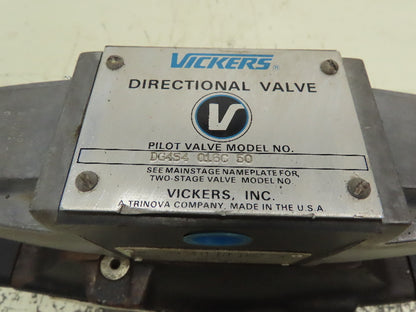 VICKERS
DIRECTIONAL VALVE
V
PILOT VALVE MODEL NO.
DG4S4 016C 50
SEE MAINSTAGE NAMEPLATE FOR,
TWO-STAGE VALVE MODEL NO
VICKERS, INC.
A TRINOVA COMPANY, MADE IN THE U.S.A